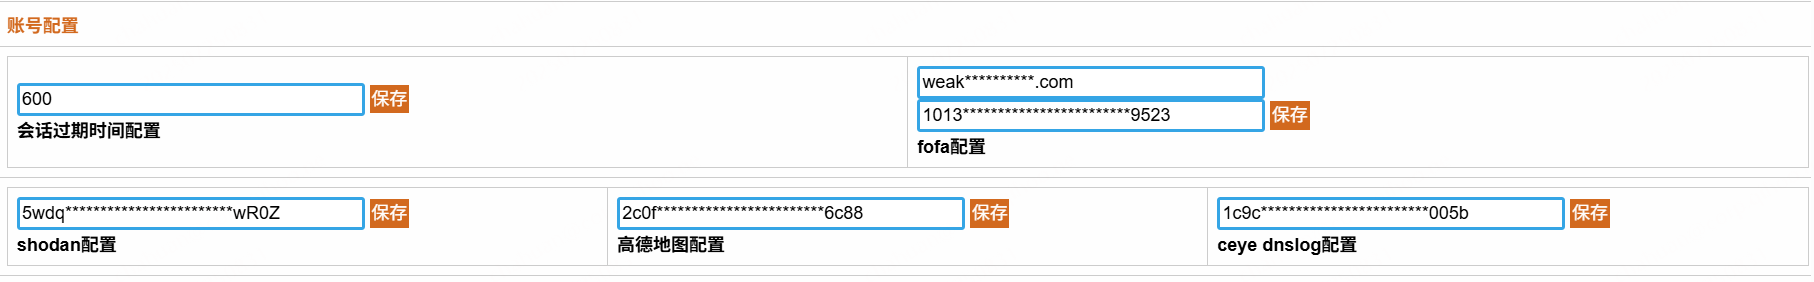 账号配置
600 保存
会话过期时间配置
weak**********.com
1013************************9523 保存
fofa配置
5wdq************************wR0Z 保存
shodan配置
2c0f************************6c88 保存
高德地图配置
1c9c************************005b 保存
ceye dnslog配置